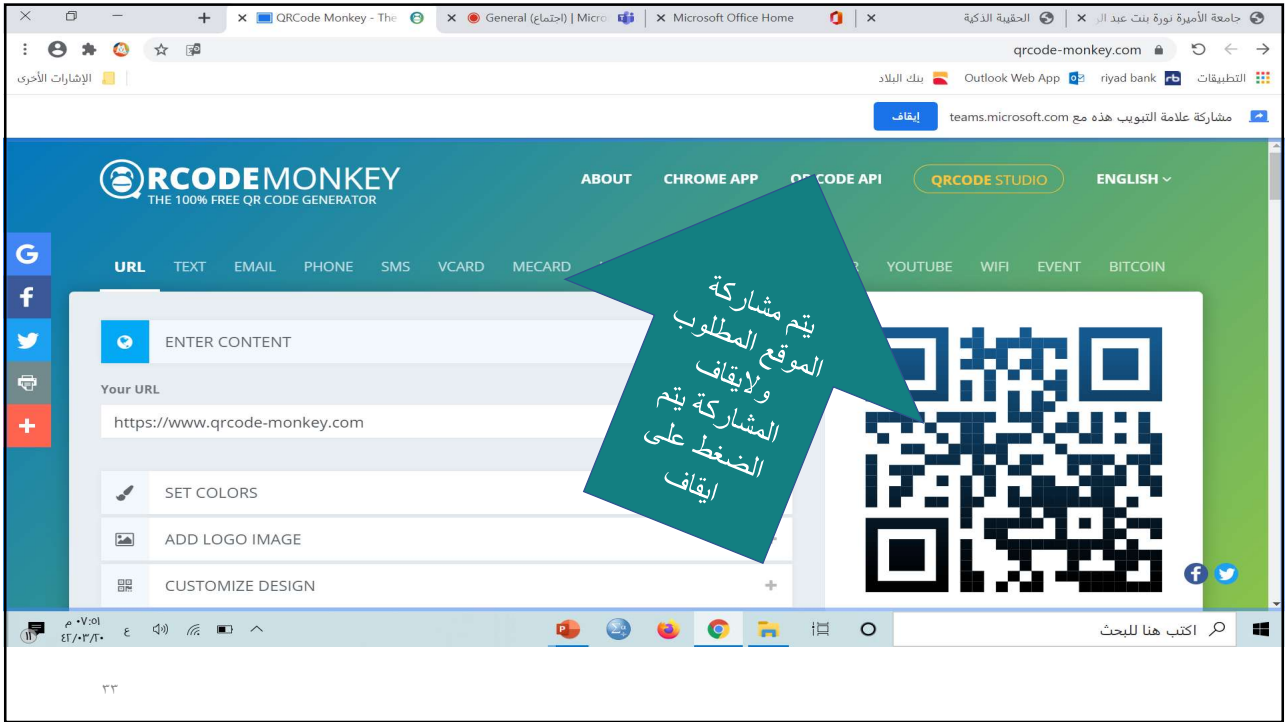 جامعة الأميرة نورة بنت عبد الر
الحقيبة الذكية
Microsoft Office Home
General (اجتماع) | Micro
QRCode Monkey - The
qrcode-monkey.com
التطبيقات
riyad bank
Outlook Web App
بنك البلاد
الإشارات الأخرى
مشاركة علامة التبويب هذه مع teams.microsoft.com
إيقاف
QRCODEMONKEY
THE 100% FREE QR CODE GENERATOR
ABOUT CHROME APP QR CODE API QRCODE STUDIO ENGLISH
URL TEXT EMAIL PHONE SMS VCARD MECARD YOUTUBE WIFI EVENT BITCOIN
ENTER CONTENT
Your URL
https://www.qrcode-monkey.com
SET COLORS
ADD LOGO IMAGE
CUSTOMIZE DESIGN
يتم مشاركة
الموقع المطلوب
ولايقاف
المشاركة يتم
الضغط على
ايقاف
اكتب هنا للبحث
ع
٠٧:٥١ م
٤٢/٠٣/٢٠
١١
٣٣